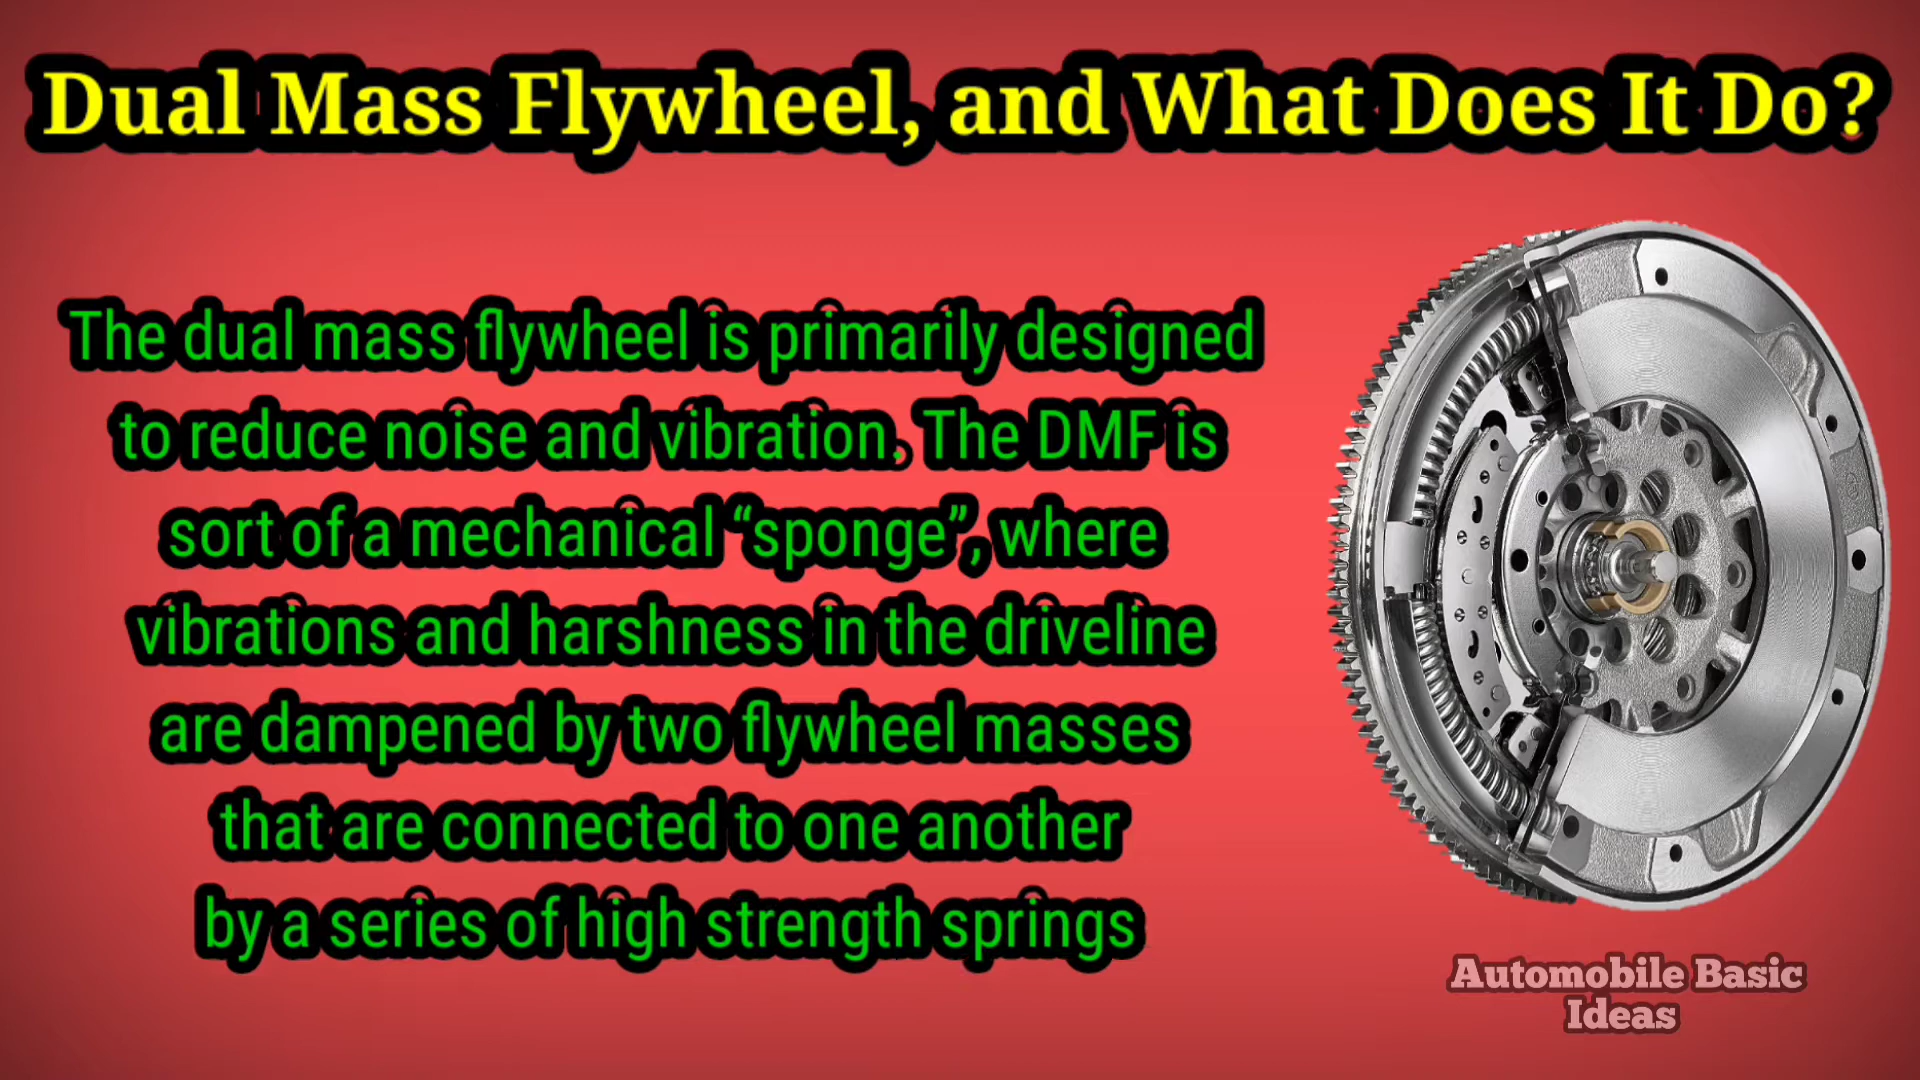 Dual Mass Flywheel, and What Does It Do?
The dual mass flywheel is primarily designed
to reduce noise and vibration. The DMF is
sort of a mechanical “sponge”, where
vibrations and harshness in the driveline
are dampened by two flywheel masses
that are connected to one another
by a series of high strength springs
Automobile Basic
Ideas